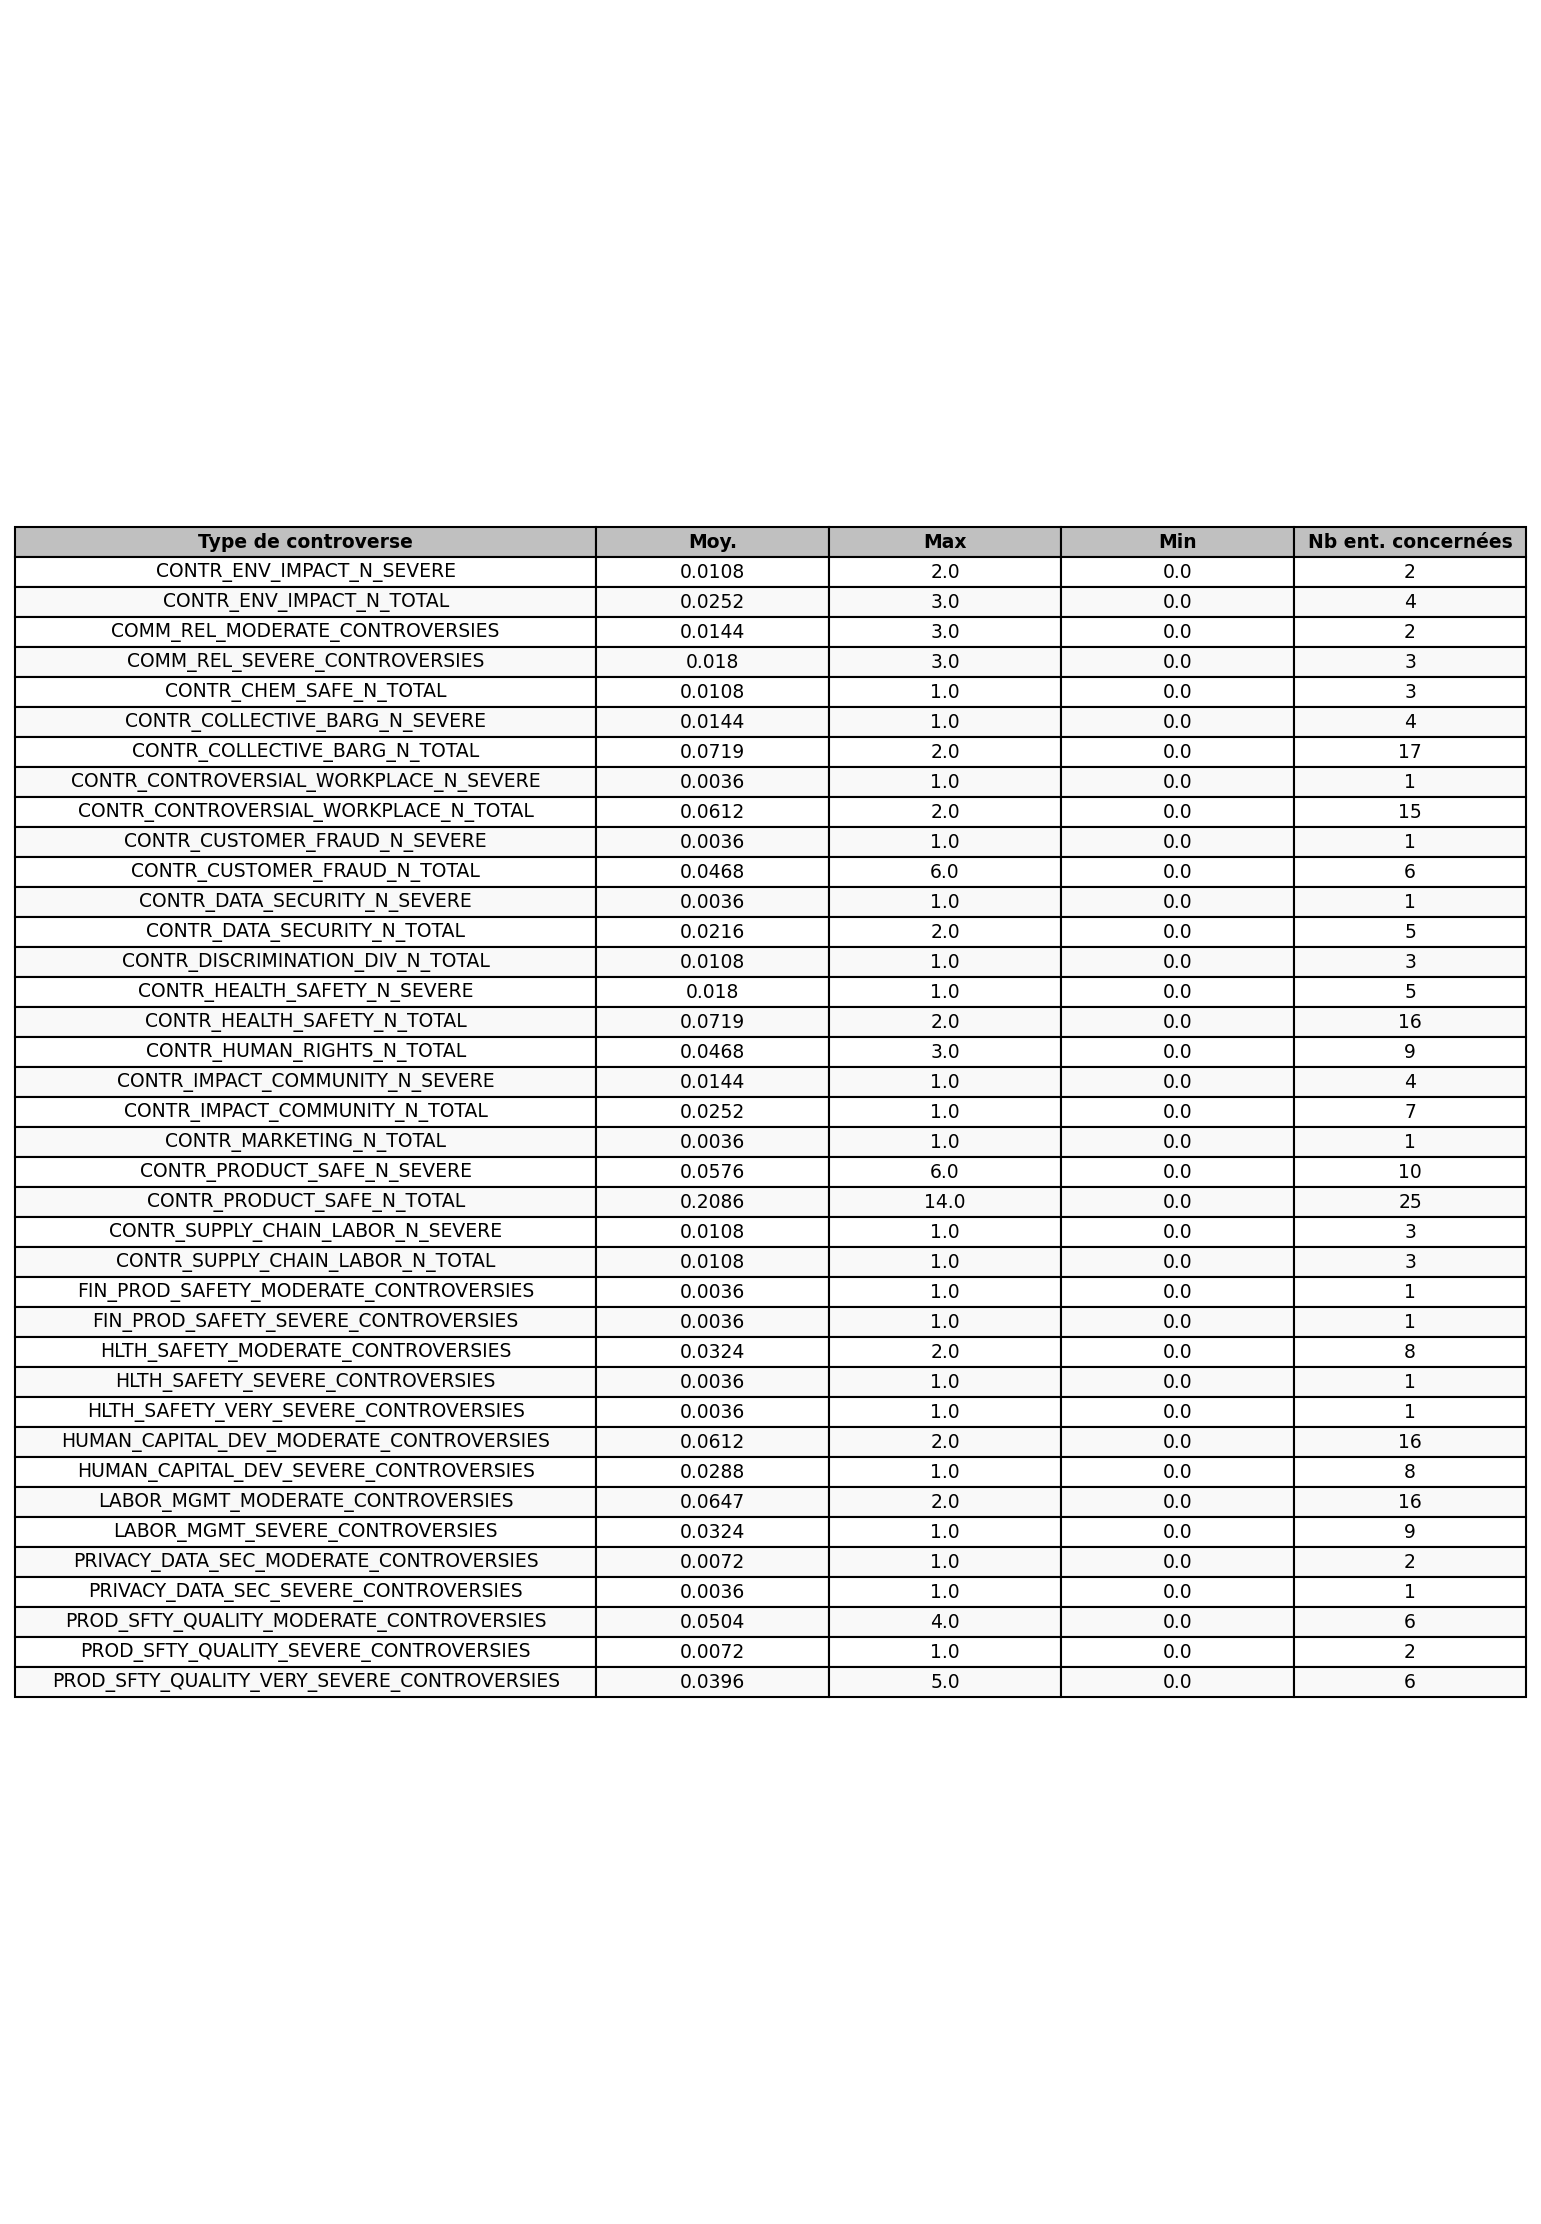 Type de controverse Moy. Max Min Nb ent. concernées
CONTR_ENV_IMPACT_N_SEVERE 0.0108 2.0 0.0 2
CONTR_ENV_IMPACT_N_TOTAL 0.0252 3.0 0.0 4
COMM_REL_MODERATE_CONTROVERSIES 0.0144 3.0 0.0 2
COMM_REL_SEVERE_CONTROVERSIES 0.018 3.0 0.0 3
CONTR_CHEM_SAFE_N_TOTAL 0.0108 1.0 0.0 3
CONTR_COLLECTIVE_BARG_N_SEVERE 0.0144 1.0 0.0 4
CONTR_COLLECTIVE_BARG_N_TOTAL 0.0719 2.0 0.0 17
CONTR_CONTROVERSIAL_WORKPLACE_N_SEVERE 0.0036 1.0 0.0 1
CONTR_CONTROVERSIAL_WORKPLACE_N_TOTAL 0.0612 2.0 0.0 15
CONTR_CUSTOMER_FRAUD_N_SEVERE 0.0036 1.0 0.0 1
CONTR_CUSTOMER_FRAUD_N_TOTAL 0.0468 6.0 0.0 6
CONTR_DATA_SECURITY_N_SEVERE 0.0036 1.0 0.0 1
CONTR_DATA_SECURITY_N_TOTAL 0.0216 2.0 0.0 5
CONTR_DISCRIMINATION_DIV_N_TOTAL 0.0108 1.0 0.0 3
CONTR_HEALTH_SAFETY_N_SEVERE 0.018 1.0 0.0 5
CONTR_HEALTH_SAFETY_N_TOTAL 0.0719 2.0 0.0 16
CONTR_HUMAN_RIGHTS_N_TOTAL 0.0468 3.0 0.0 9
CONTR_IMPACT_COMMUNITY_N_SEVERE 0.0144 1.0 0.0 4
CONTR_IMPACT_COMMUNITY_N_TOTAL 0.0252 1.0 0.0 7
CONTR_MARKETING_N_TOTAL 0.0036 1.0 0.0 1
CONTR_PRODUCT_SAFE_N_SEVERE 0.0576 6.0 0.0 10
CONTR_PRODUCT_SAFE_N_TOTAL 0.2086 14.0 0.0 25
CONTR_SUPPLY_CHAIN_LABOR_N_SEVERE 0.0108 1.0 0.0 3
CONTR_SUPPLY_CHAIN_LABOR_N_TOTAL 0.0108 1.0 0.0 3
FIN_PROD_SAFETY_MODERATE_CONTROVERSIES 0.0036 1.0 0.0 1
FIN_PROD_SAFETY_SEVERE_CONTROVERSIES 0.0036 1.0 0.0 1
HLTH_SAFETY_MODERATE_CONTROVERSIES 0.0324 2.0 0.0 8
HLTH_SAFETY_SEVERE_CONTROVERSIES 0.0036 1.0 0.0 1
HLTH_SAFETY_VERY_SEVERE_CONTROVERSIES 0.0036 1.0 0.0 1
HUMAN_CAPITAL_DEV_MODERATE_CONTROVERSIES 0.0612 2.0 0.0 16
HUMAN_CAPITAL_DEV_SEVERE_CONTROVERSIES 0.0288 1.0 0.0 8
LABOR_MGMT_MODERATE_CONTROVERSIES 0.0647 2.0 0.0 16
LABOR_MGMT_SEVERE_CONTROVERSIES 0.0324 1.0 0.0 9
PRIVACY_DATA_SEC_MODERATE_CONTROVERSIES 0.0072 1.0 0.0 2
PRIVACY_DATA_SEC_SEVERE_CONTROVERSIES 0.0036 1.0 0.0 1
PROD_SFTY_QUALITY_MODERATE_CONTROVERSIES 0.0504 4.0 0.0 6
PROD_SFTY_QUALITY_SEVERE_CONTROVERSIES 0.0072 1.0 0.0 2
PROD_SFTY_QUALITY_VERY_SEVERE_CONTROVERSIES 0.0396 5.0 0.0 6